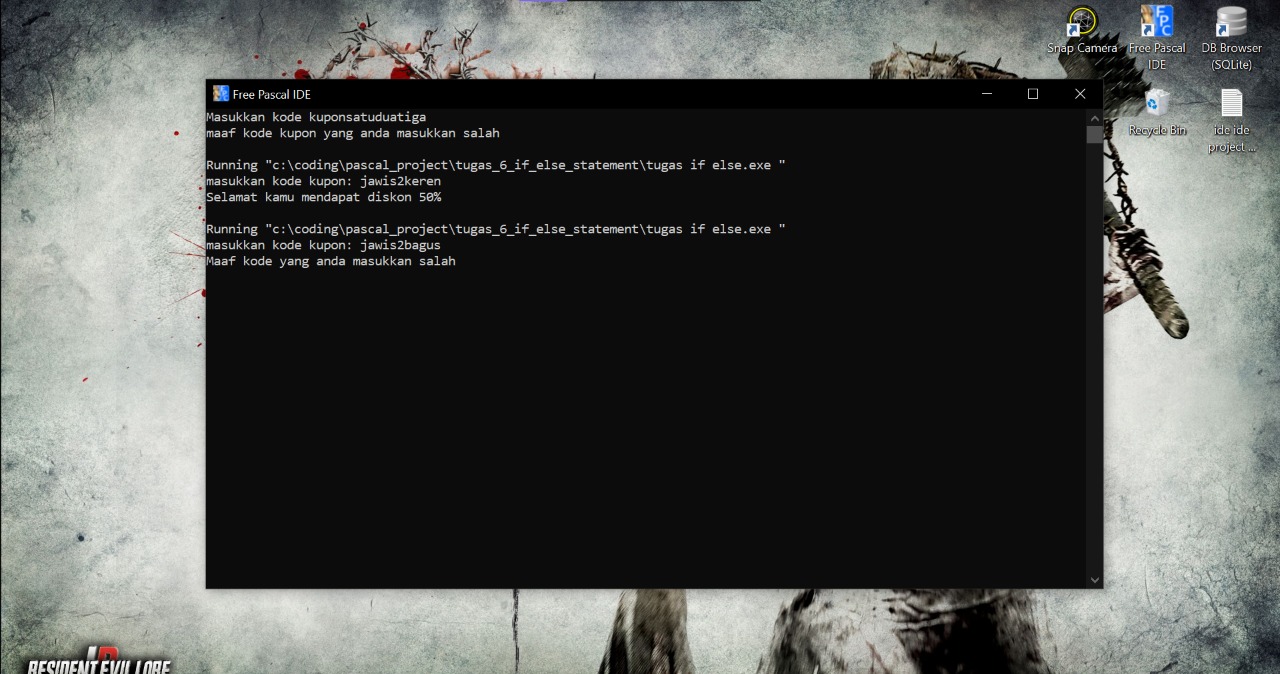 Snap Camera
Free Pascal IDE
DB Browser (SQLite)
Recycle Bin
ide ide project ...
Free Pascal IDE
Masukkan kode kuponsatuduatiga
maaf kode kupon yang anda masukkan salah
Running "c:\coding\pascal_project\tugas_6_if_else_statement\tugas if else.exe "
masukkan kode kupon: jawis2keren
Selamat kamu mendapat diskon 50%
Running "c:\coding\pascal_project\tugas_6_if_else_statement\tugas if else.exe "
masukkan kode kupon: jawis2bagus
Maaf kode yang anda masukkan salah
RESIDENT EVIL LORE